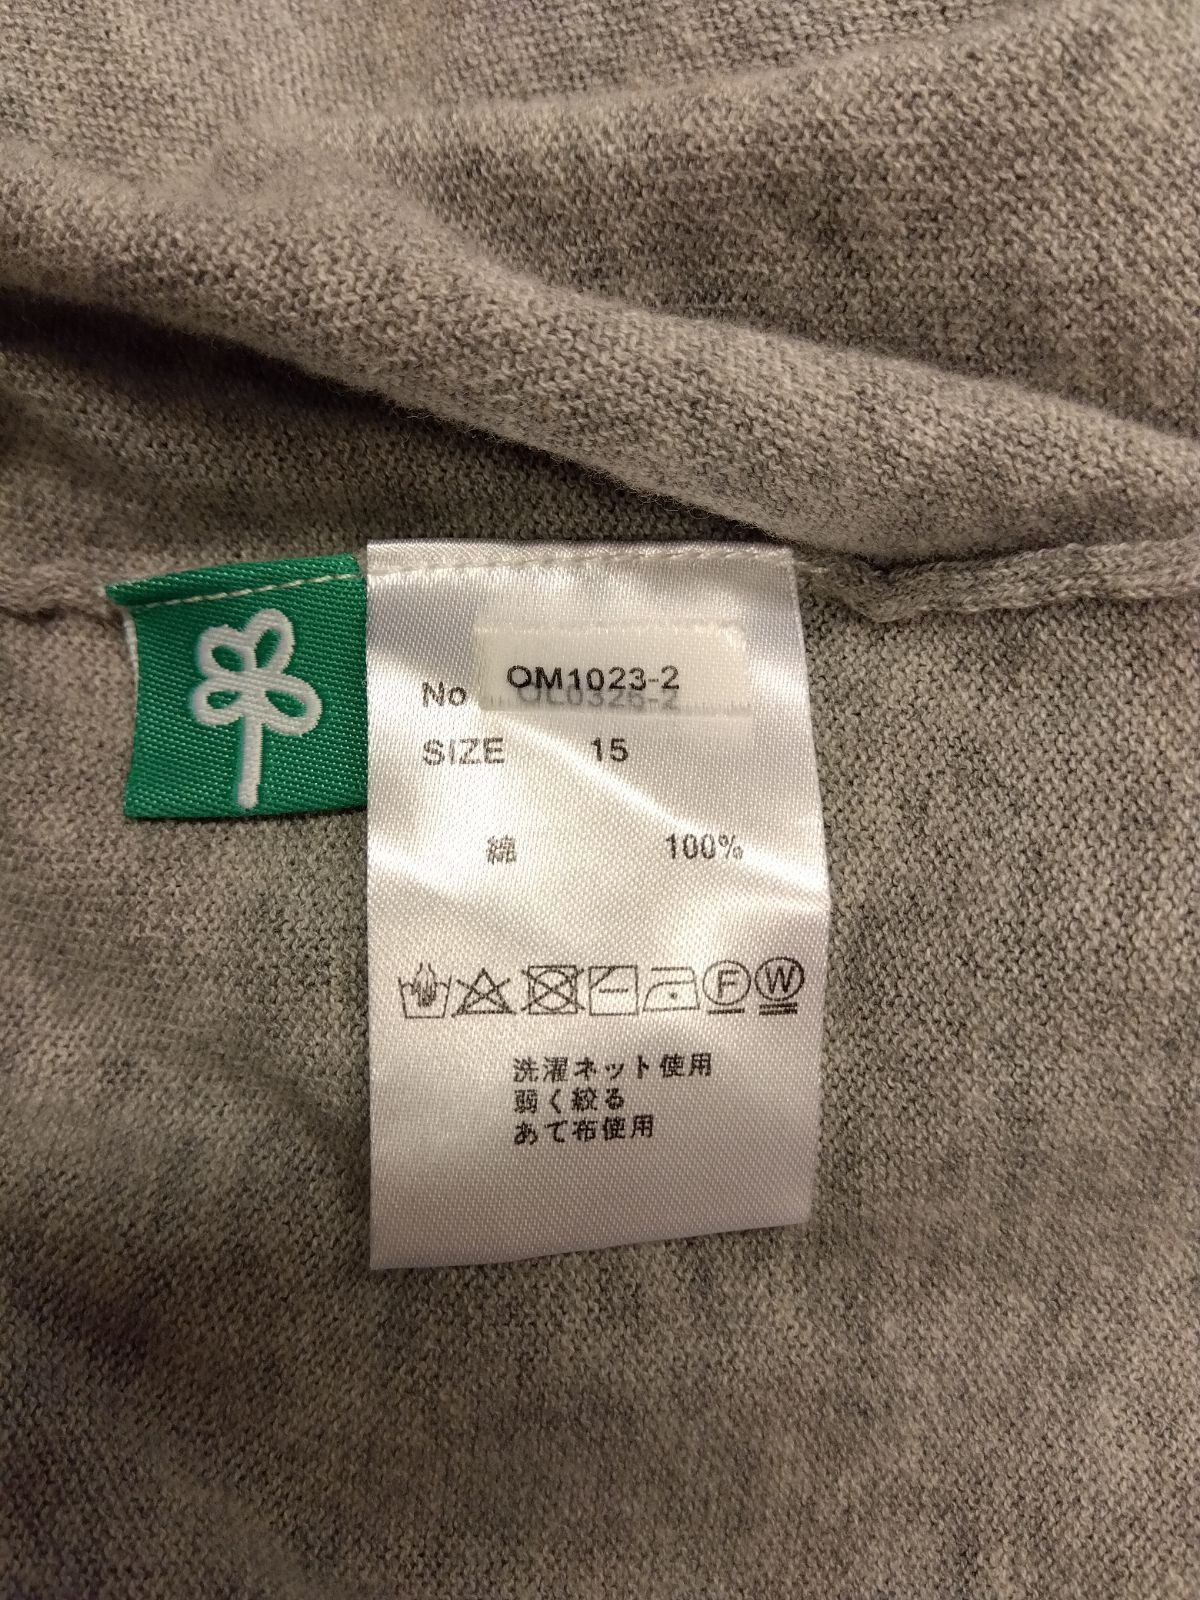 No OM1023-2
SIZE 15
綿 100%
F W
洗濯ネット使用
弱く絞る
あて布使用